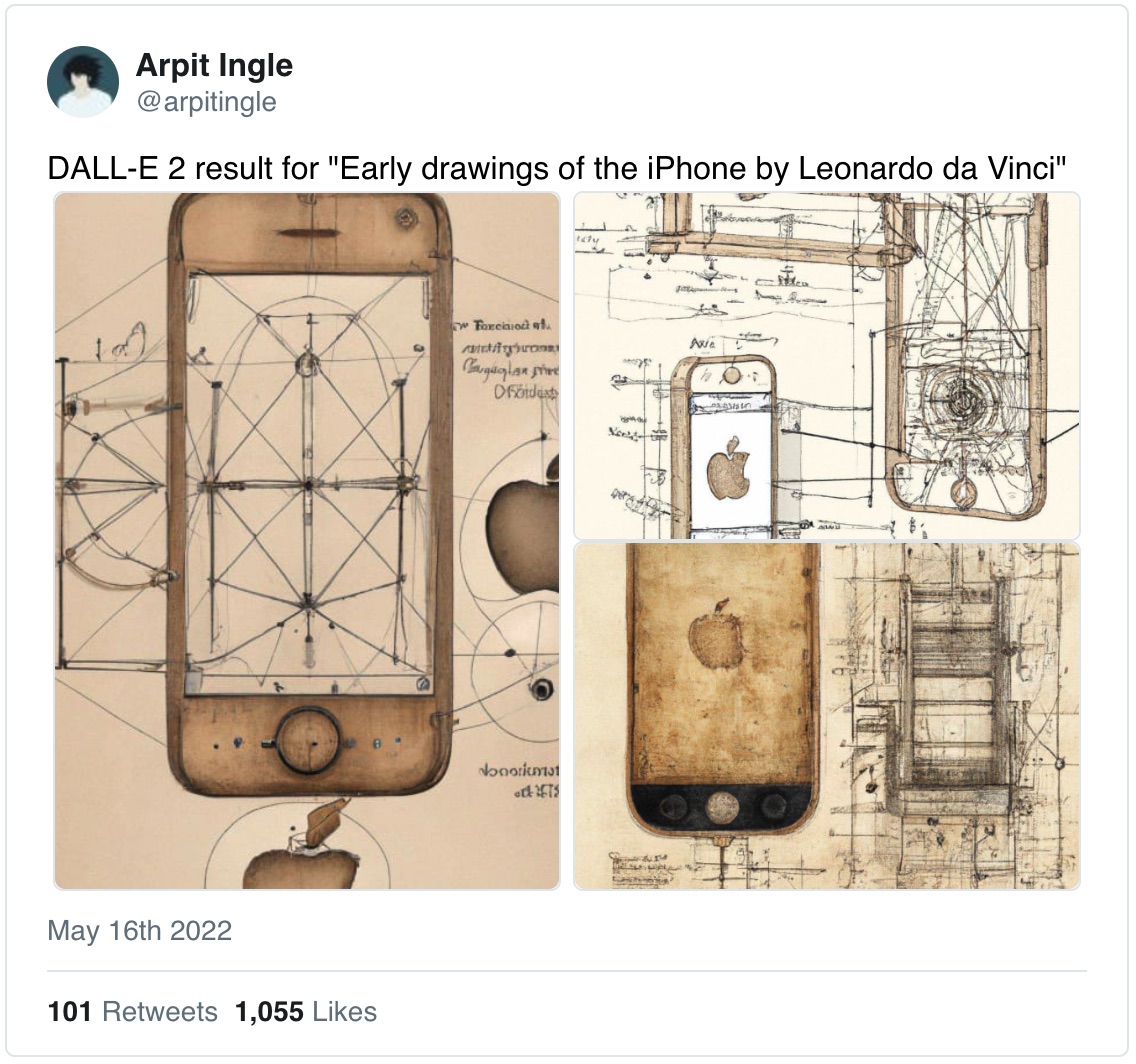 Arpit Ingle
@arpitingle
DALL-E 2 result for "Early drawings of the iPhone by Leonardo da Vinci"
May 16th 2022
101 Retweets 1,055 Likes